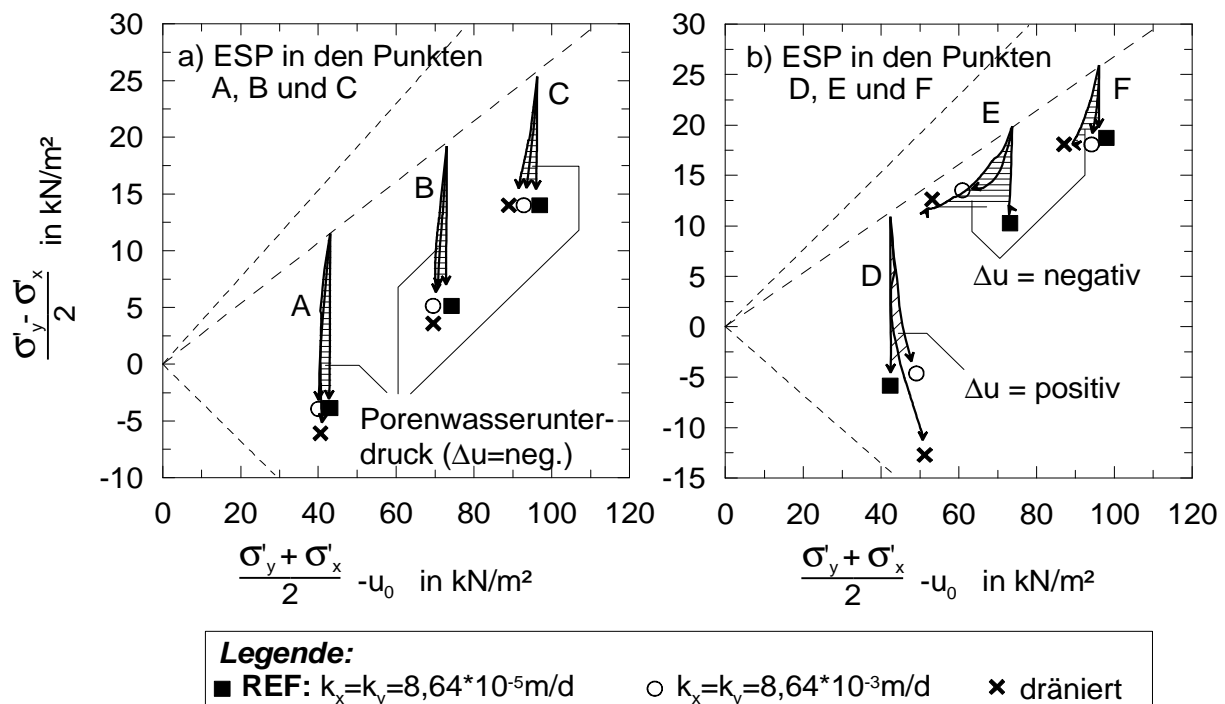 a) ESP in den Punkten
A, B und C
A
B
C
Porenwasserunter-
druck (Δu=neg.)
30
25
20
15
10
5
0
-5
-10
0 20 40 60 80 100 120
σ'y - σ'x
2
in kN/m²
σ'y + σ'x
2
-u₀ in kN/m²
b) ESP in den Punkten
D, E und F
D
E
F
Δu = negativ
Δu = positiv
30
25
20
15
10
5
0
-5
-10
-15
0 20 40 60 80 100 120
σ'y + σ'x
2
-u₀ in kN/m²
Legende:
■ REF: kx=ky=8,64*10⁻⁵m/d ○ kx=ky=8,64*10⁻³m/d × dräniert